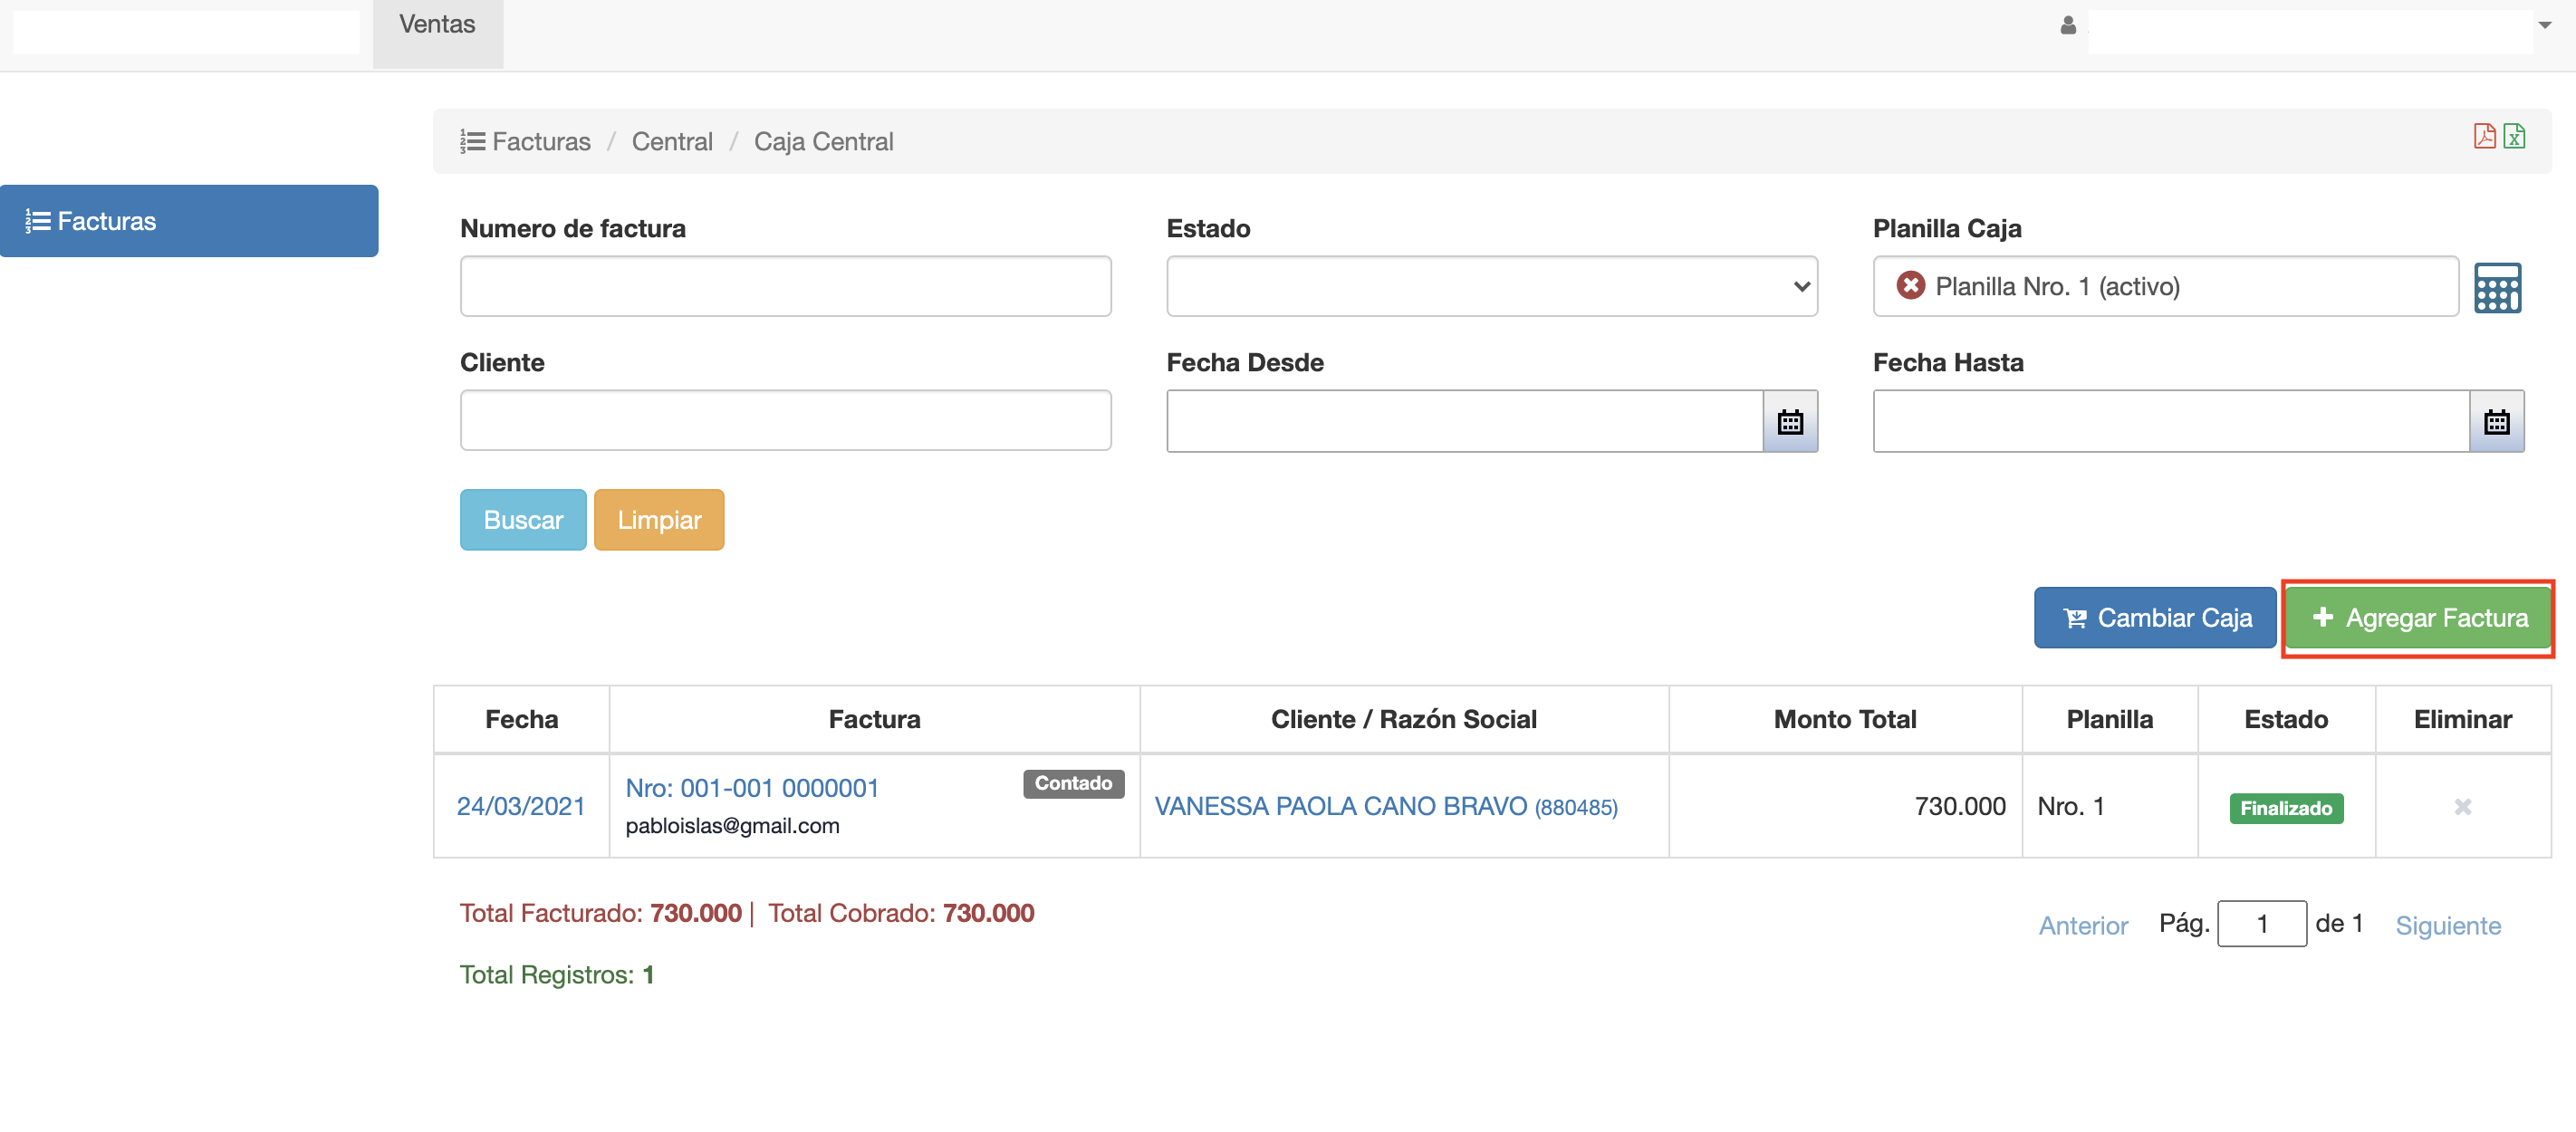 Ventas
Facturas / Central / Caja Central
Facturas
Numero de factura
Estado
Planilla Caja
Planilla Nro. 1 (activo)
Cliente
Fecha Desde
Fecha Hasta
Buscar
Limpiar
Cambiar Caja
Agregar Factura
Fecha
Factura
Cliente / Razón Social
Monto Total
Planilla
Estado
Eliminar
24/03/2021
Nro: 001-001 0000001
Contado
pabloislas@gmail.com
VANESSA PAOLA CANO BRAVO (880485)
730.000
Nro. 1
Finalizado
Total Facturado: 730.000 | Total Cobrado: 730.000
Anterior Pág. 1 de 1 Siguiente
Total Registros: 1